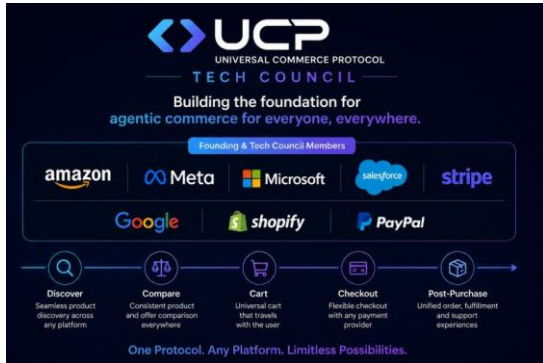 UCP
UNIVERSAL COMMERCE PROTOCOL
TECH COUNCIL
Building the foundation for
agentic commerce for everyone, everywhere.
Founding & Tech Council Members
amazon Meta Microsoft salesforce stripe
Google shopify PayPal
Discover Compare Cart Checkout Post-Purchase
Seamless product Consistent product Universal cart Flexible checkout Unified order, fulfillment
discovery across and offer comparison that travels with any payment and support
any platform everywhere with the user provider experiences
One Protocol. Any Platform. Limitless Possibilities.